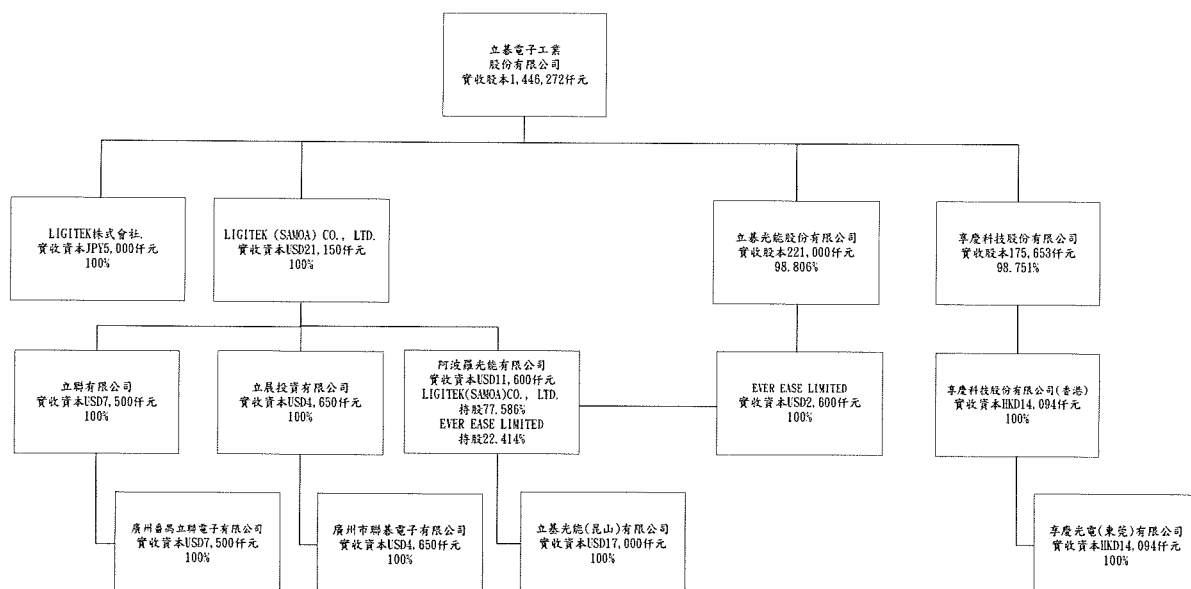 立碁電子工業
股份有限公司
實收股本1,446,272仟元
LIGITEK株式會社.
實收資本JPY5,000仟元
100%
LIGITEK (SAMOA) CO., LTD.
實收資本USD21,150仟元
100%
立碁光能股份有限公司
實收股本221,000仟元
98.806%
享慶科技股份有限公司
實收股本175,653仟元
98.751%
立聯有限公司
實收資本USD7,500仟元
100%
立展投資有限公司
實收資本USD4,650仟元
100%
阿波羅光能有限公司
實收資本USD11,600仟元
LIGITEK(SAMOA)CO., LTD.
持股77.586%
EVER EASE LIMITED
持股22.414%
EVER EASE LIMITED
實收資本USD2,600仟元
100%
享慶科技股份有限公司(香港)
實收資本HKD14,094仟元
100%
廣州番禺立聯電子有限公司
實收資本USD7,500仟元
100%
廣州市聯碁電子有限公司
實收資本USD4,650仟元
100%
立基光能(昆山)有限公司
實收資本USD17,000仟元
100%
享慶光電(東莞)有限公司
實收資本HKD14,094仟元
100%